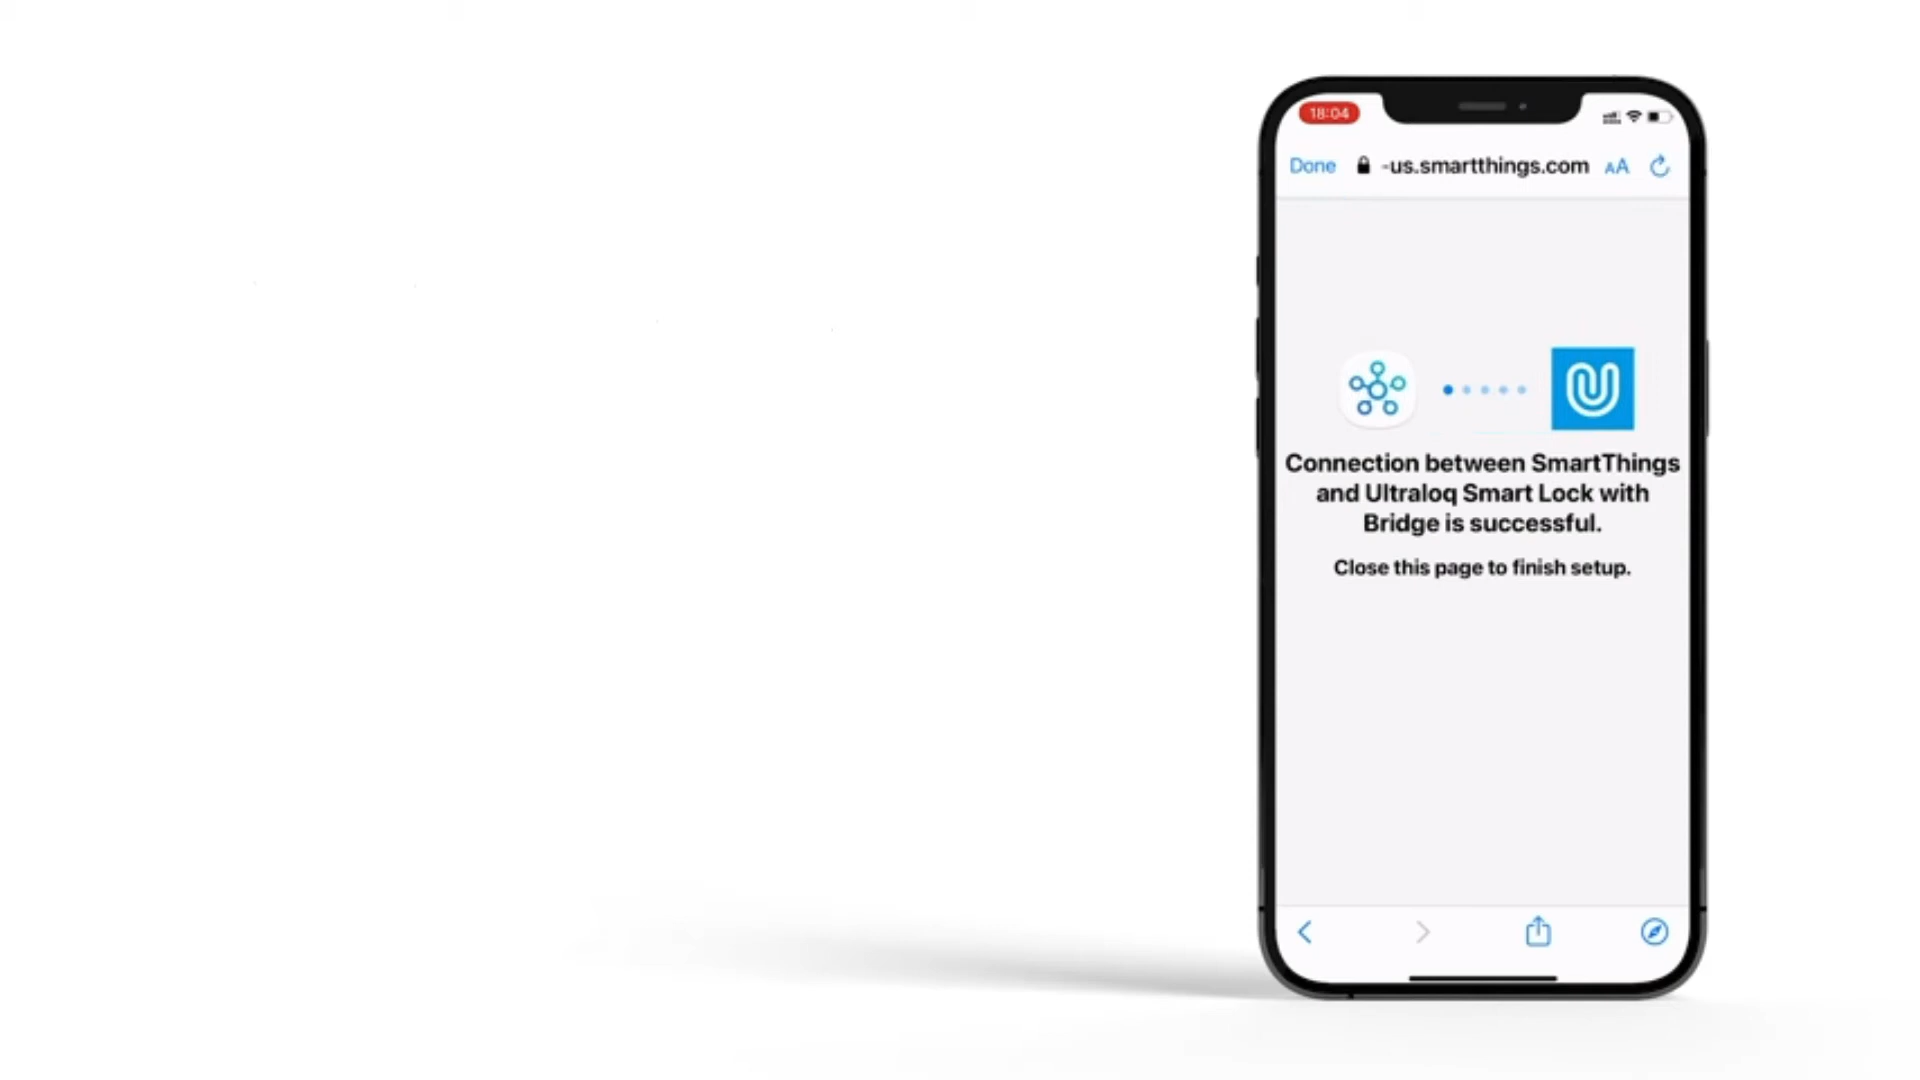 18:04
Done -us.smartthings.com AA
Connection between SmartThings
and Ultraloq Smart Lock with
Bridge is successful.
Close this page to finish setup.